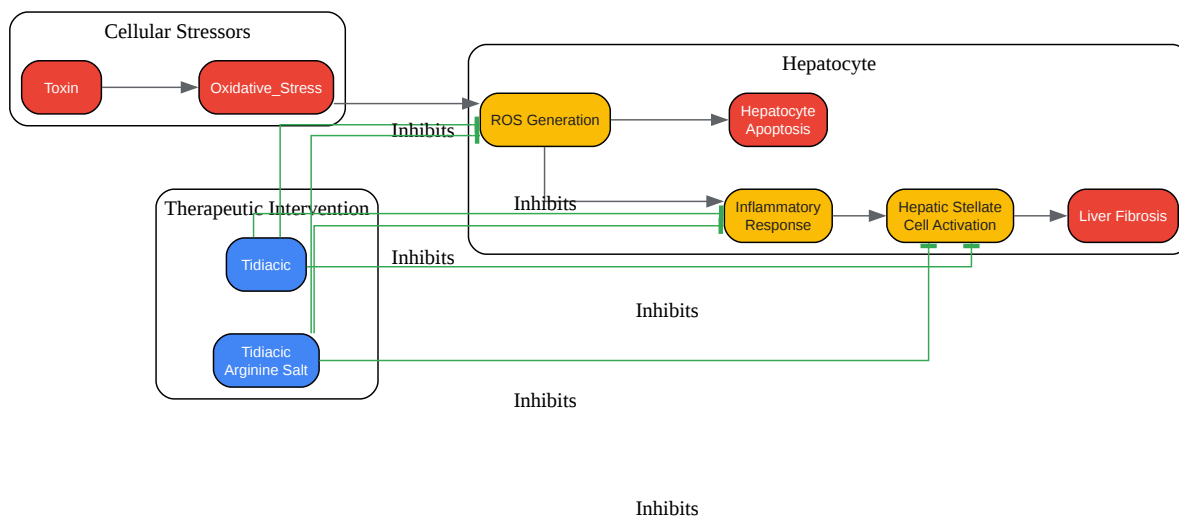 Cellular Stressors
Toxin
Oxidative_Stress
Hepatocyte
ROS Generation
Hepatocyte
Apoptosis
Inhibits
Therapeutic Intervention
Inhibits
Inflammatory
Response
Hepatic Stellate
Cell Activation
Liver Fibrosis
Tidiacic
Inhibits
Inhibits
Tidiacic
Arginine Salt
Inhibits
Inhibits